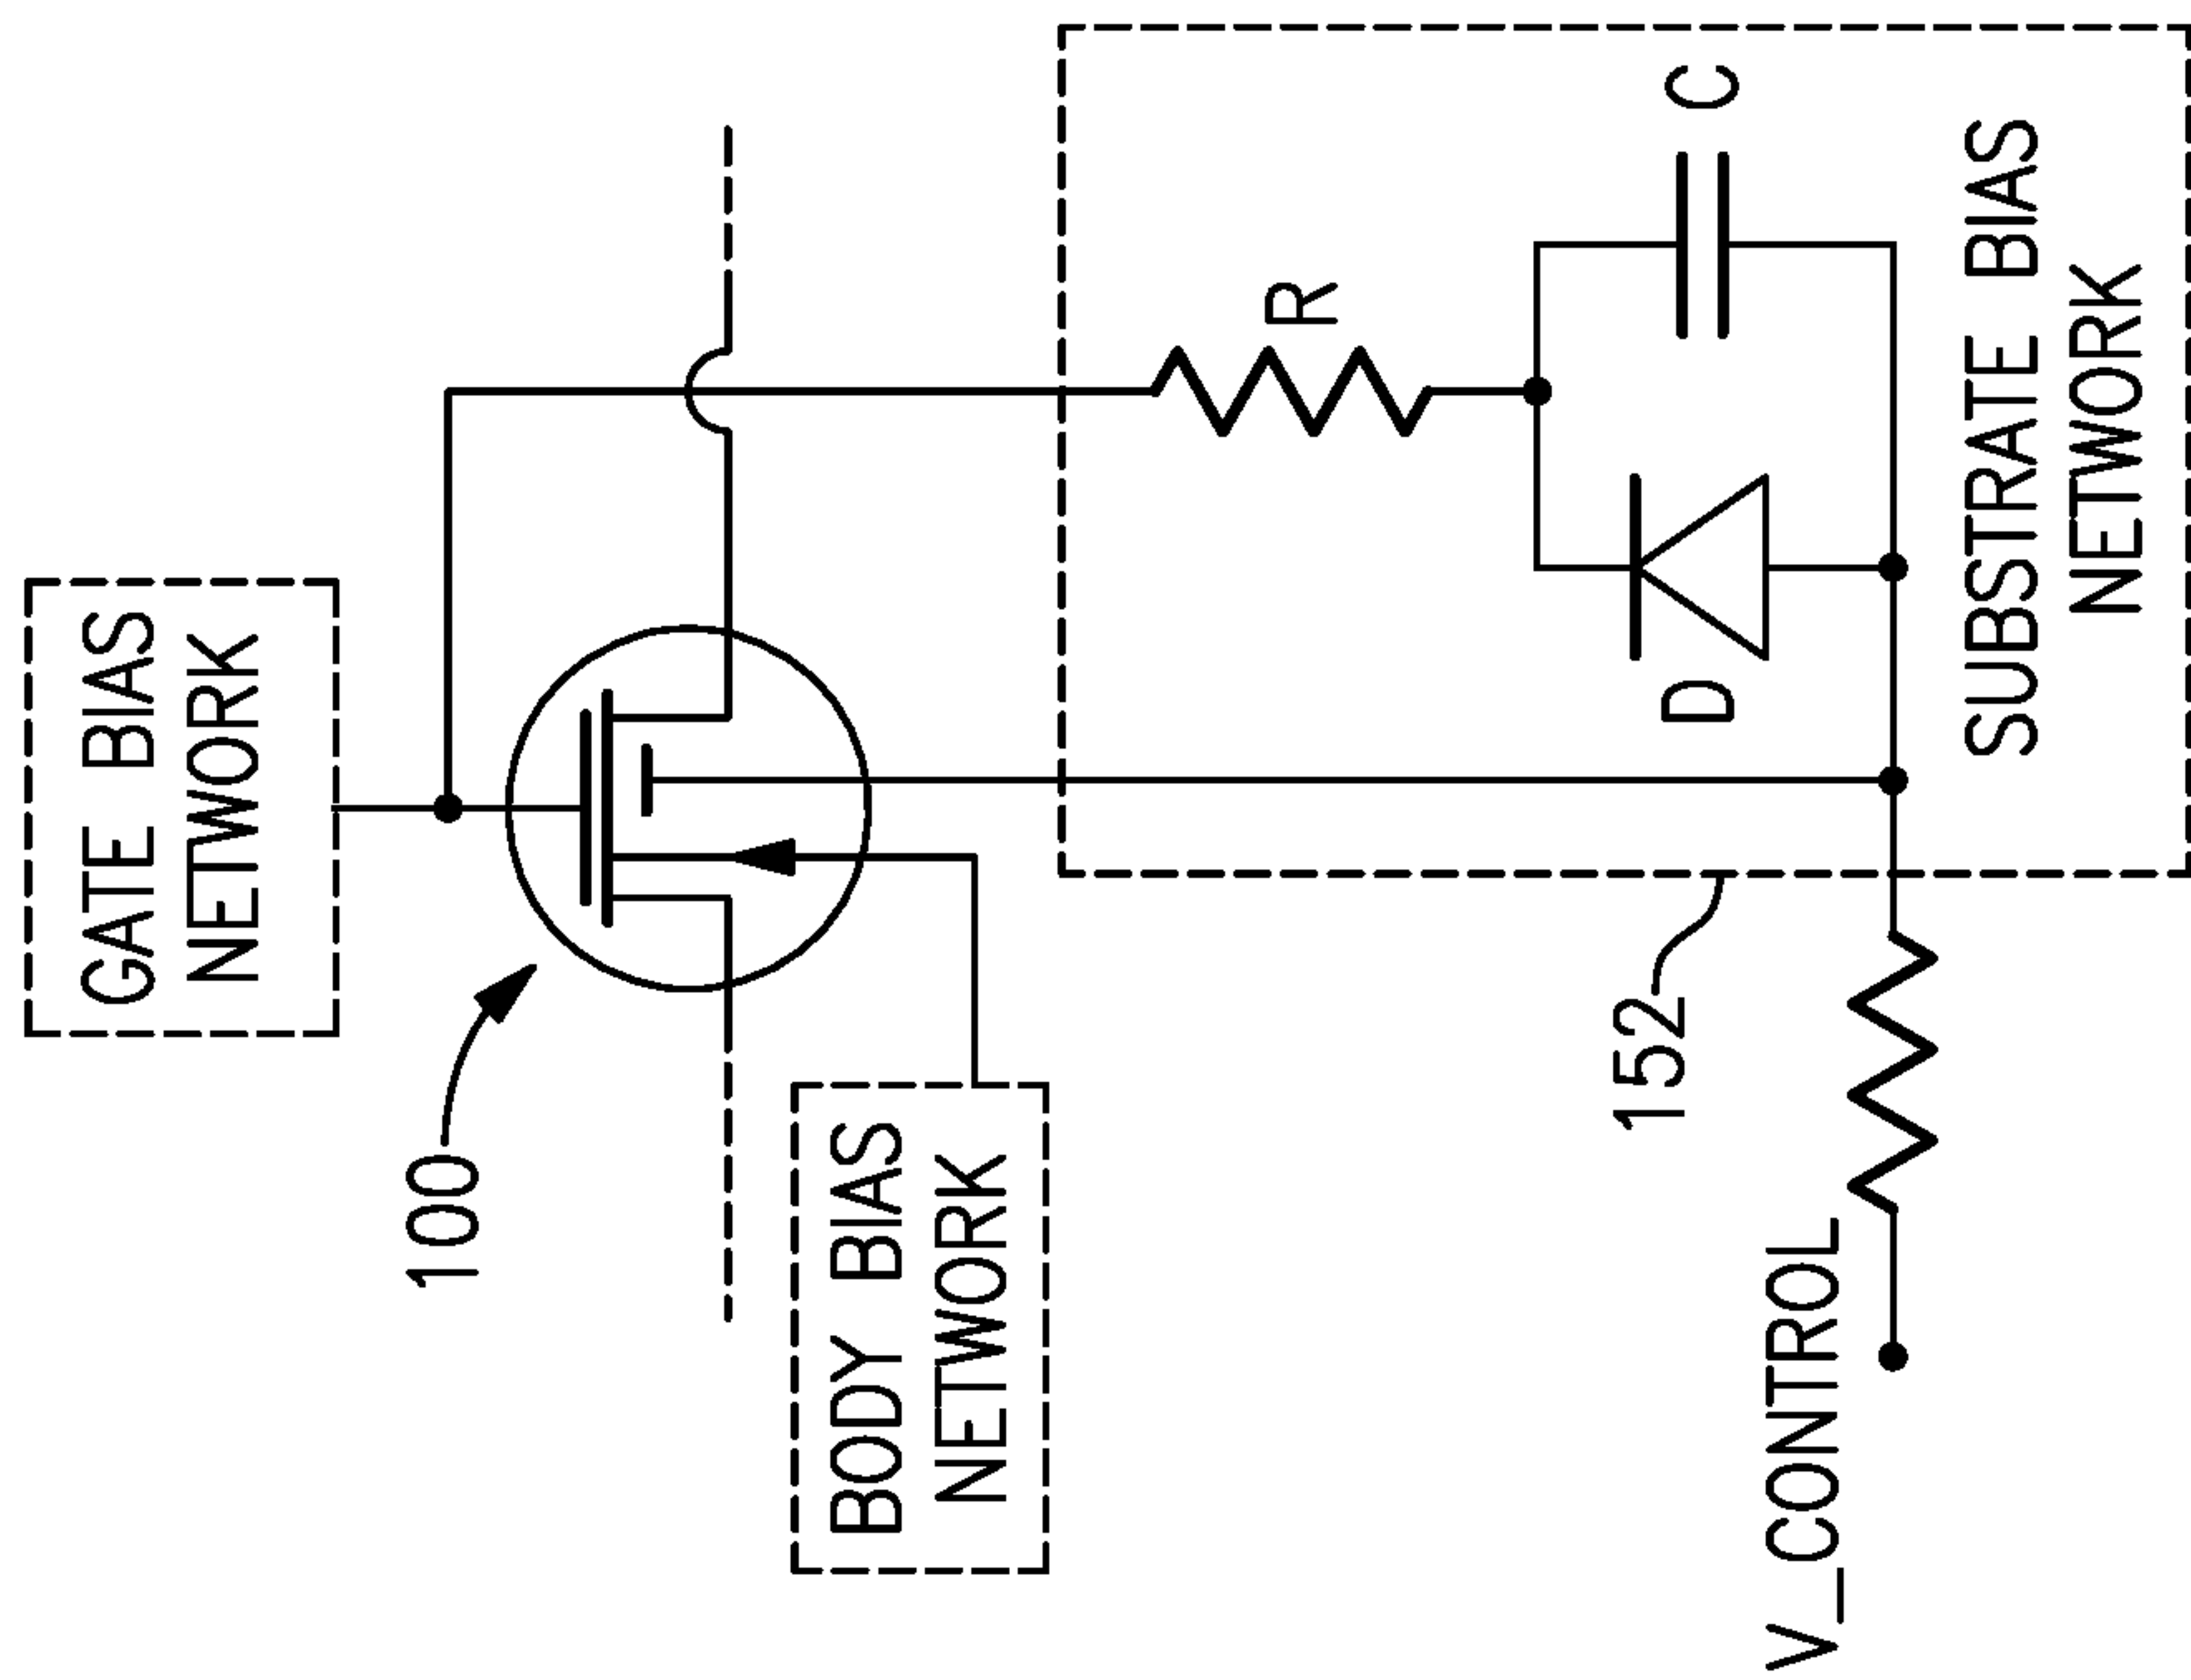 GATE BIAS
NETWORK
100
BODY BIAS
NETWORK
R
C
D
152
V_CONTROL
SUBSTRATE BIAS
NETWORK